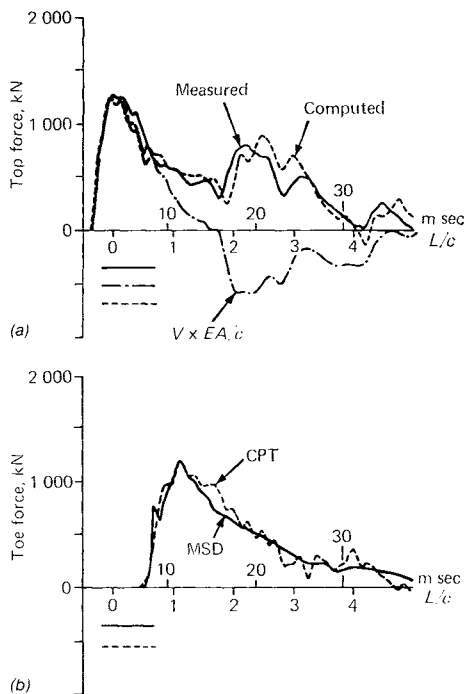 2 000
Measured
Computed
Top force, kN
1 000
0
10
20
30
m sec
0 1 2 3 4
L/c
V x EA/c
(a)
2 000
CPT
Toe force, kN
1 000
MSD
0
10
20
30
m sec
0 1 2 3 4
L/c
(b)